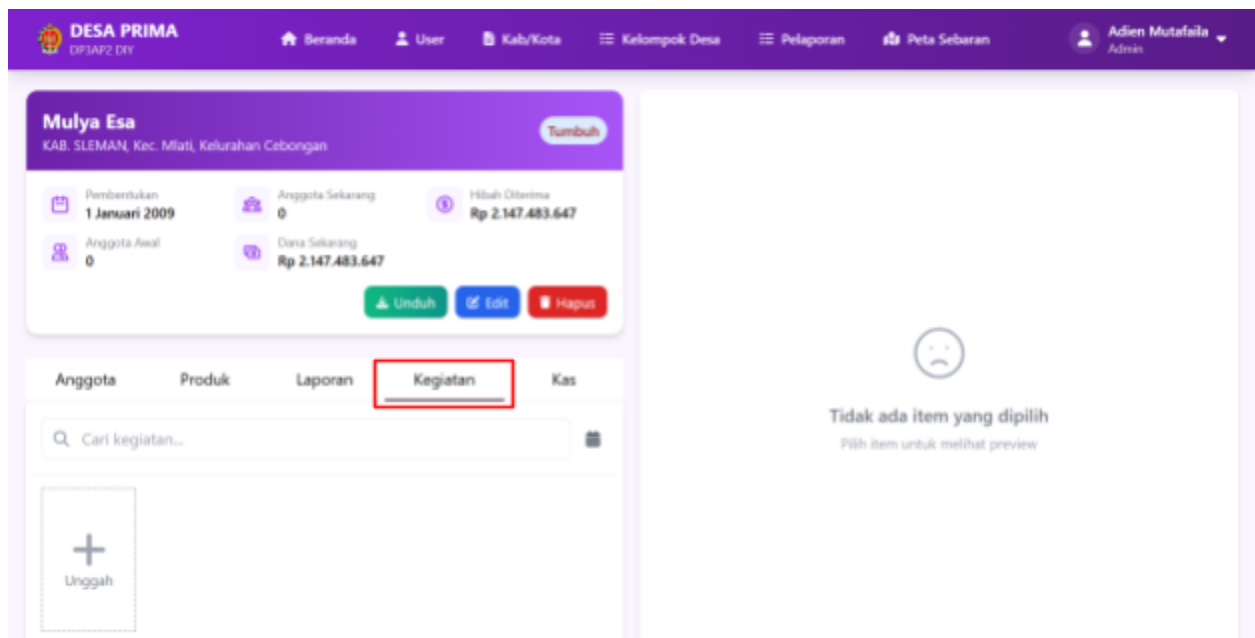 DESA PRIMA
DP3AP2 DIY
Beranda
User
Kab/Kota
Kelompok Desa
Pelaporan
Peta Sebaran
Adien Mutafaila
Admin
Mulya Esa
KAB. SLEMAN, Kec. Mlati, Kelurahan Cebongan
Tumbuh
Pembentukan
1 Januari 2009
Anggota Sekarang
0
Hibah Diterima
Rp 2.147.483.647
Anggota Awal
0
Dana Sekarang
Rp 2.147.483.647
Unduh
Edit
Hapus
Anggota
Produk
Laporan
Kegiatan
Kas
Cari kegiatan...
Unggah
Tidak ada item yang dipilih
Pilih item untuk melihat preview